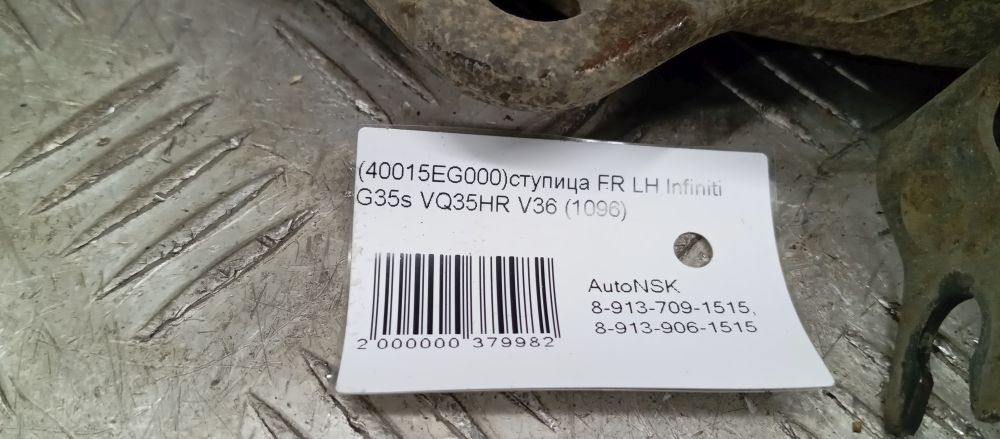 (40015EG000)ступица FR LH Infiniti
G35s VQ35HR V36 (1096)
AutoNSK
8-913-709-1515,
8-913-906-1515
2 000000 379982